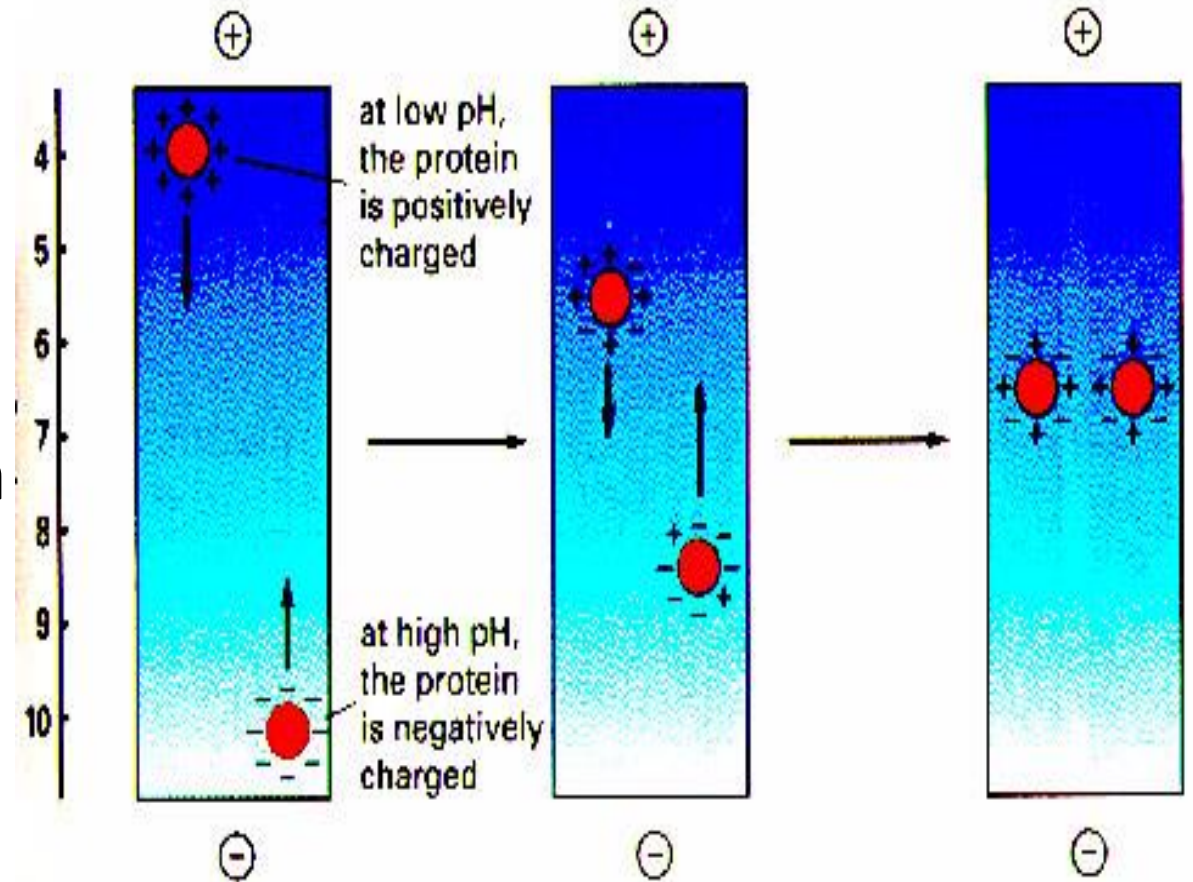 +
+
+
at low pH,
the protein
is positively
charged
4
5
6
7
8
9
10
n
at high pH,
the protein
is negatively
charged
−
−
−